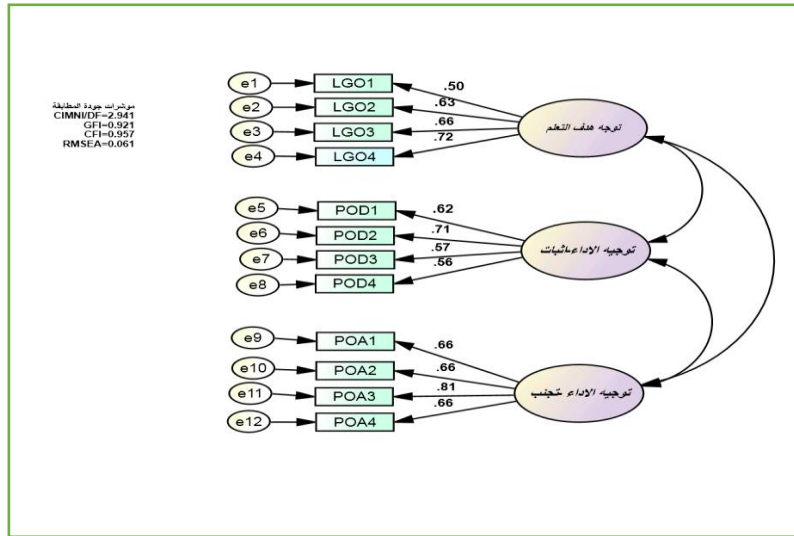 مؤشرات جودة المطابقة
CIMNI/DF=2.941
GFI=0.921
CFI=0.957
RMSEA=0.061
e1 LGO1 .50
e2 LGO2 .63
e3 LGO3 .66
e4 LGO4 .72
توجه هدف التعلم
e5 POD1 .62
e6 POD2 .71
e7 POD3 .57
e8 POD4 .56
توجيه الاداء-اثبات
e9 POA1 .66
e10 POA2 .66
e11 POA3 .81
e12 POA4 .66
توجيه الاداء -تجنب